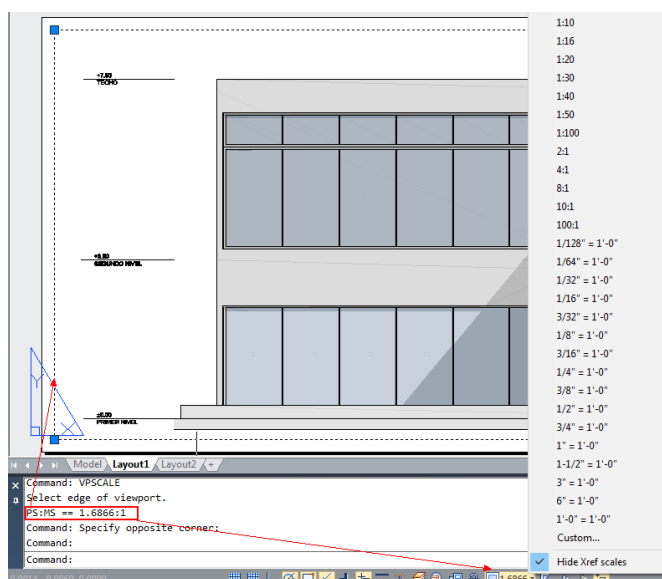 1:10
1:16
1:20
1:30
1:40
1:50
1:100
2:1
4:1
8:1
10:1
100:1
1/128" = 1'-0"
1/64" = 1'-0"
1/32" = 1'-0"
1/16" = 1'-0"
3/32" = 1'-0"
1/8" = 1'-0"
3/16" = 1'-0"
1/4" = 1'-0"
3/8" = 1'-0"
1/2" = 1'-0"
3/4" = 1'-0"
1" = 1'-0"
1-1/2" = 1'-0"
3" = 1'-0"
6" = 1'-0"
1'-0" = 1'-0"
Custom...
Hide Xref scales
TECHO
SEGUNDO NIVEL
±0.00
PRIMER NIVEL
Y
X
Model Layout1 Layout2 +
Command: VPSCALE
Select edge of viewport.
PS:MS == 1.6866:1
Command: Specify opposite corner:
Command:
Command: